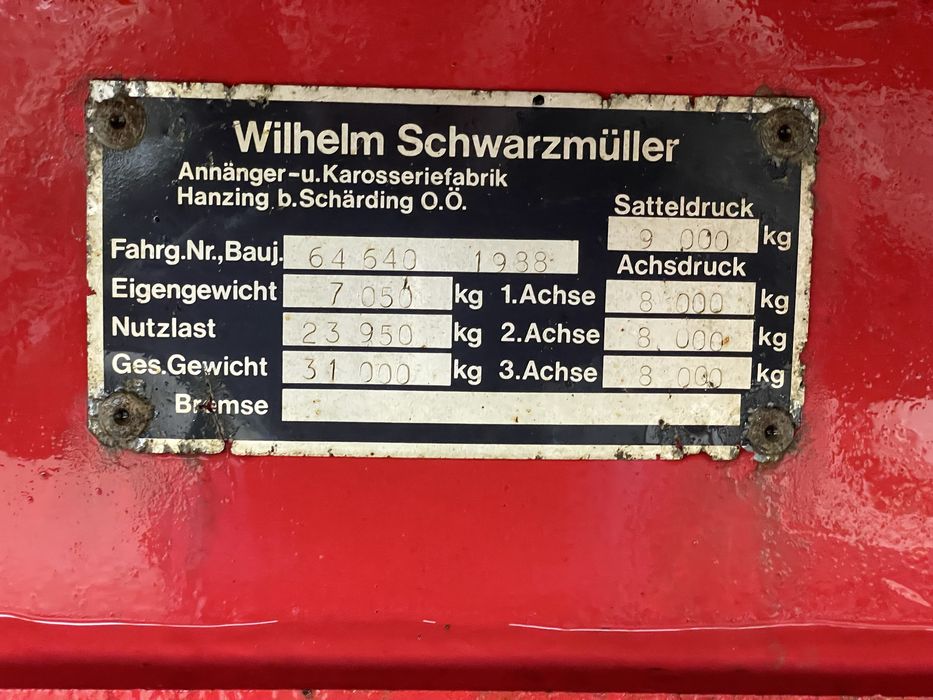 Wilhelm Schwarzmüller
Anhänger-u.Karosseriefabrik
Hanzing b.Schärding O.Ö.
Satteldruck
9 000 kg
Fahrg.Nr.,Bauj. 64 640 1988
Achsdruck
Eigengewicht 7 050 kg 1.Achse 8 000 kg
Nutzlast 23 950 kg 2.Achse 8 000 kg
Ges.Gewicht 31 000 kg 3.Achse 8 000 kg
Bremse